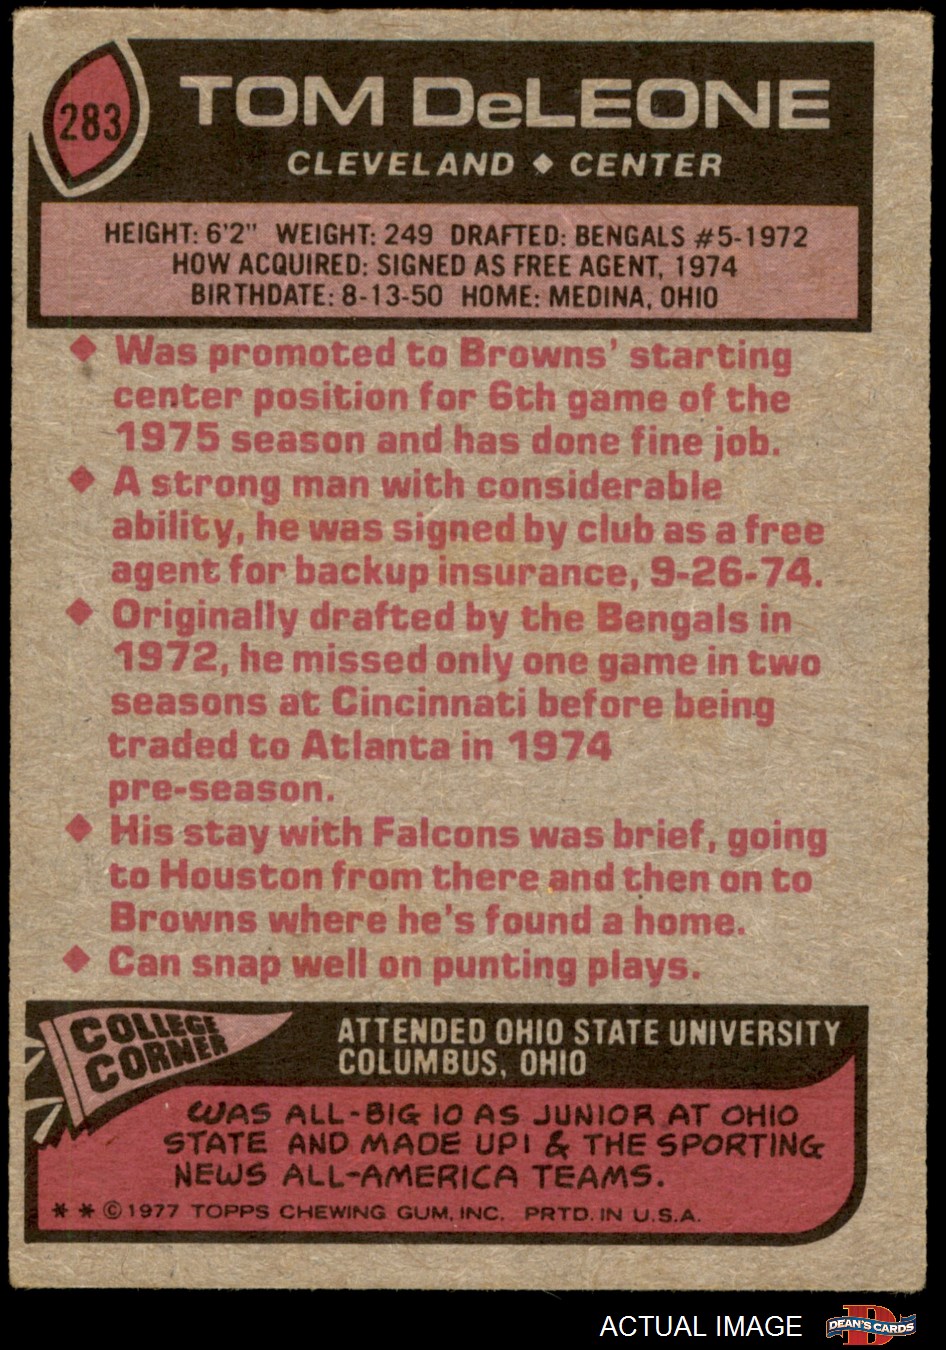 283
TOM DeLEONE
CLEVELAND ◆ CENTER
HEIGHT: 6'2" WEIGHT: 249 DRAFTED: BENGALS #5-1972
HOW ACQUIRED: SIGNED AS FREE AGENT, 1974
BIRTHDATE: 8-13-50 HOME: MEDINA, OHIO
◆ Was promoted to Browns' starting
center position for 6th game of the
1975 season and has done fine job.
◆ A strong man with considerable
ability, he was signed by club as a free
agent for backup insurance, 9-26-74.
◆ Originally drafted by the Bengals in
1972, he missed only one game in two
seasons at Cincinnati before being
traded to Atlanta in 1974
pre-season.
◆ His stay with Falcons was brief, going
to Houston from there and then on to
Browns where he's found a home.
◆ Can snap well on punting plays.
COLLEGE
CORNER
ATTENDED OHIO STATE UNIVERSITY
COLUMBUS, OHIO
WAS ALL-BIG 10 AS JUNIOR AT OHIO
STATE AND MADE UPI & THE SPORTING
NEWS ALL-AMERICA TEAMS.
* * © 1977 TOPPS CHEWING GUM, INC. PRTD. IN U.S.A.
ACTUAL IMAGE
D
DEAN'S CARDS